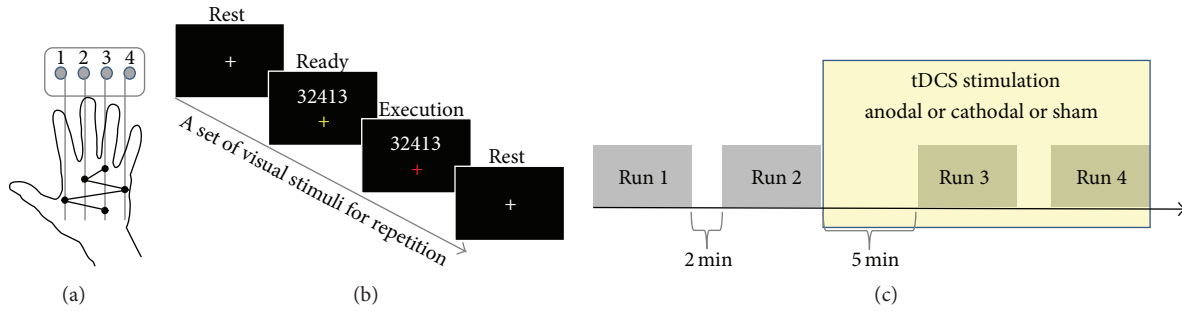 1 2 3 4
(a)
Rest
Ready
32413
Execution
32413
Rest
A set of visual stimuli for repetition
(b)
tDCS stimulation
anodal or cathodal or sham
Run 1
Run 2
Run 3
Run 4
2 min
5 min
(c)